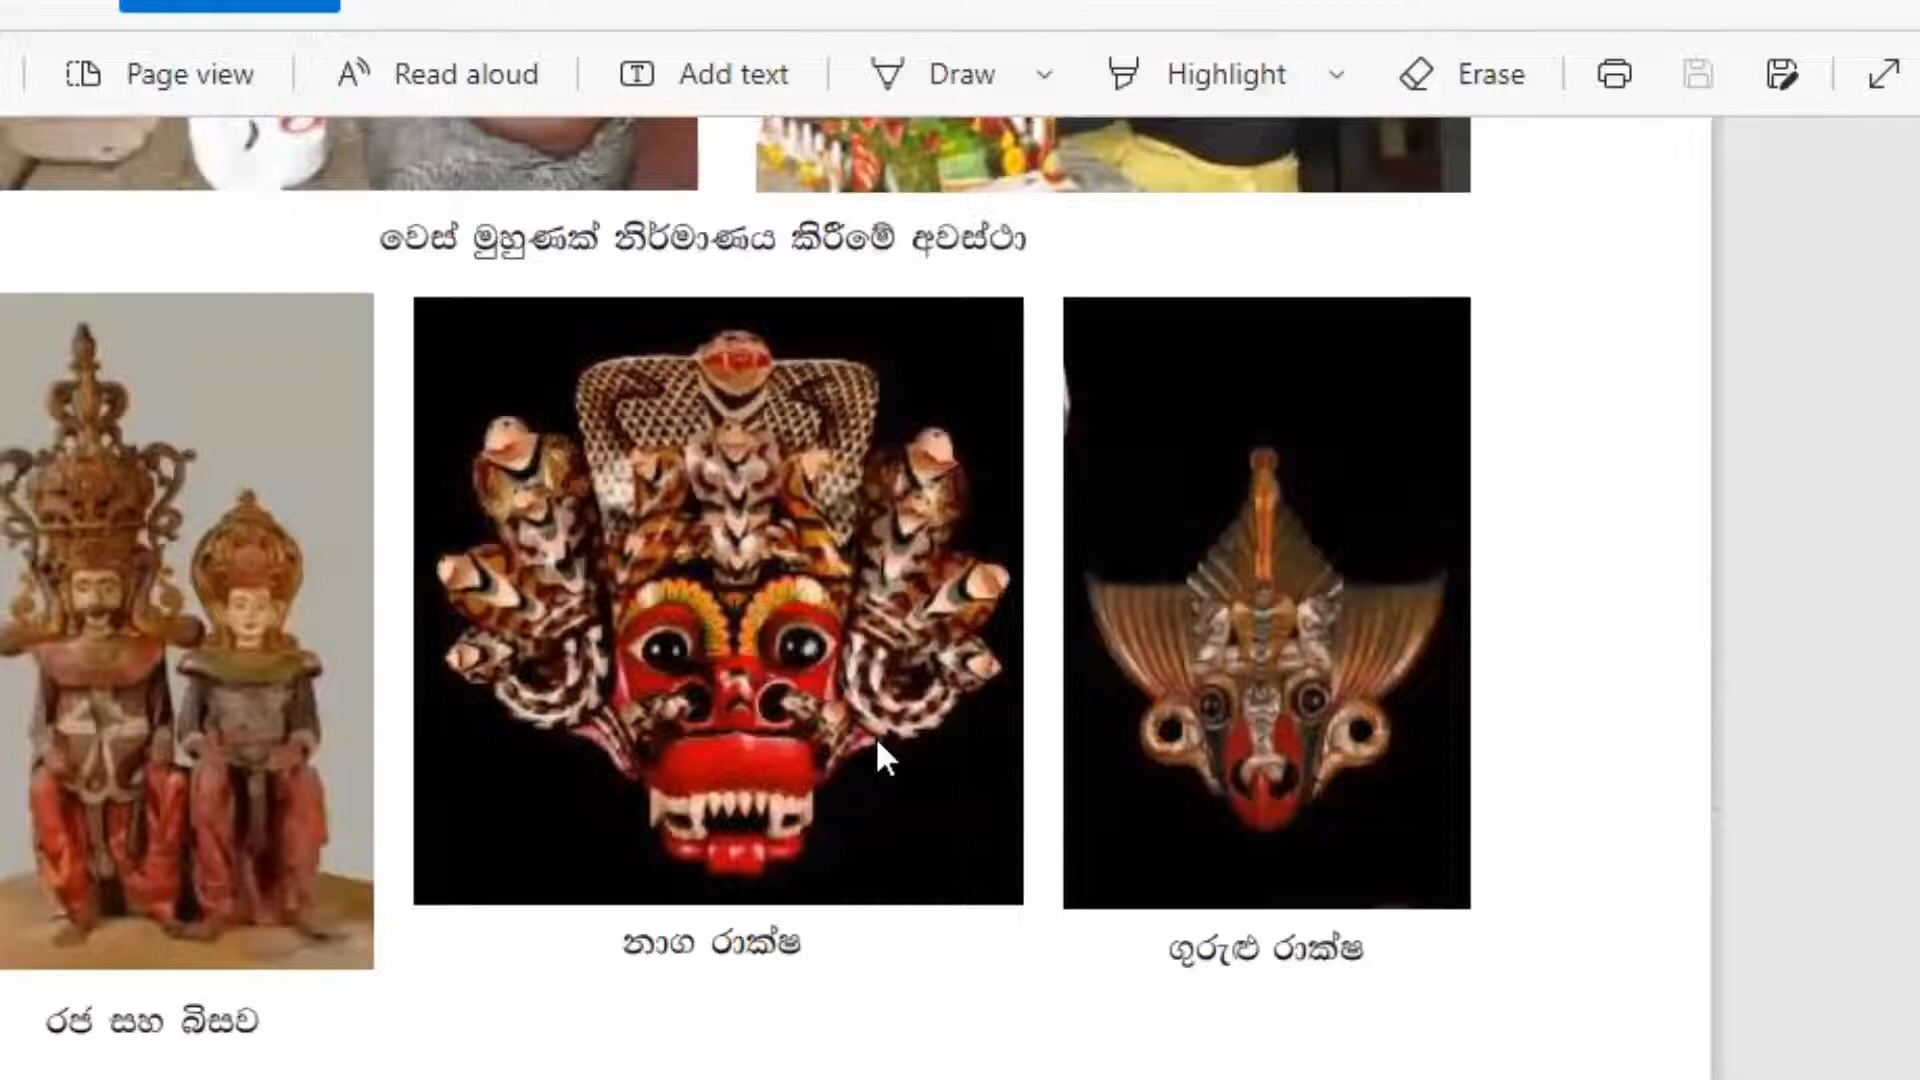 Page view
Read aloud
Add text
Draw
Highlight
Erase
වෙස් මුහුණක් නිර්මාණය කිරීමේ අවස්ථා
නාග රාක්ෂ
ගුරුළු රාක්ෂ
රජ සහ බිසව